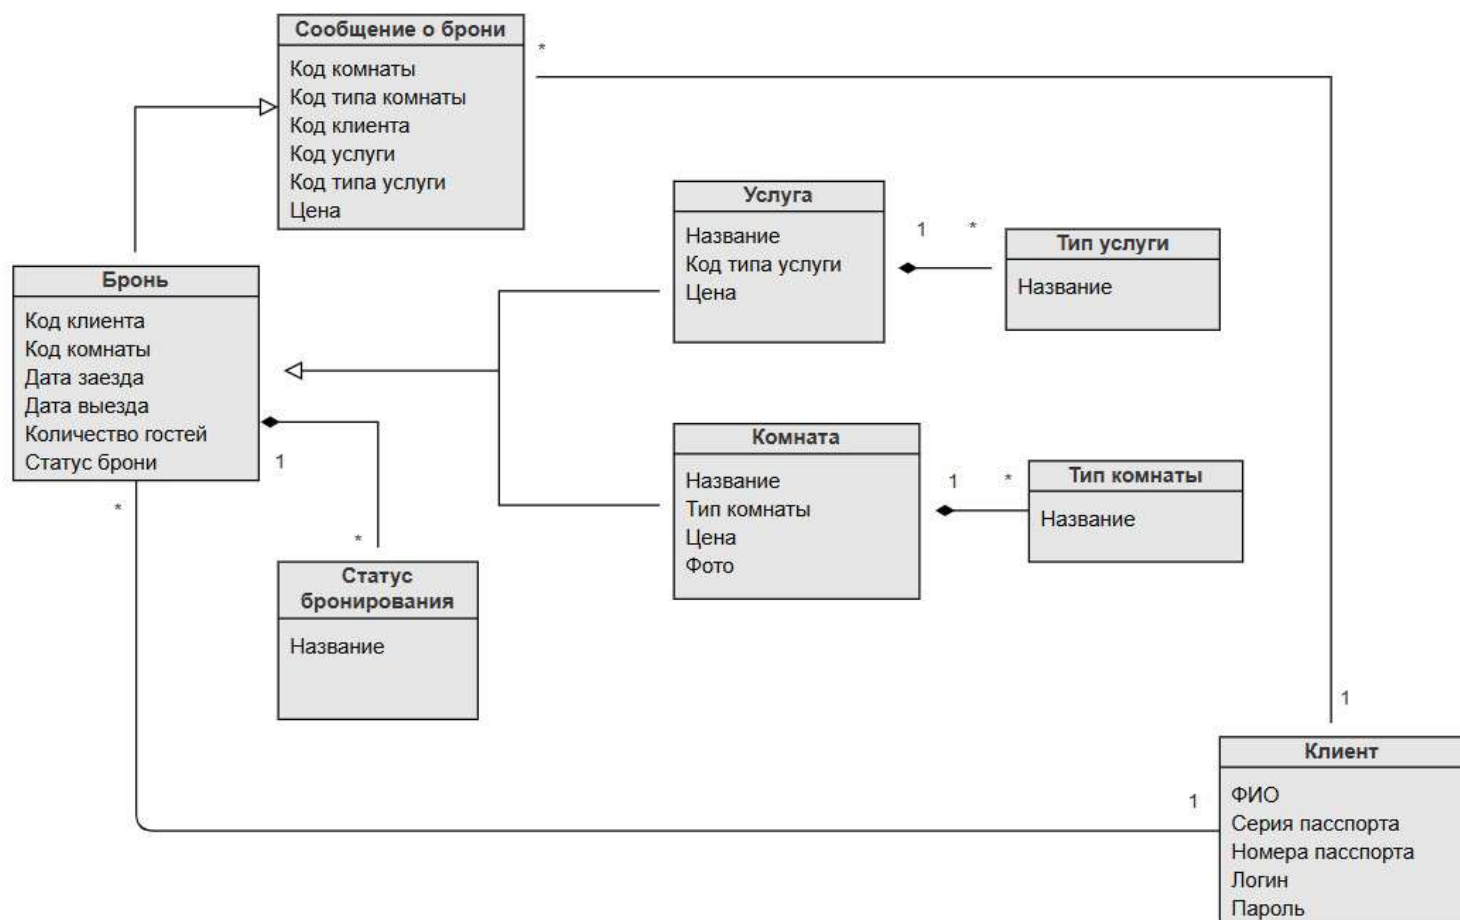 Сообщение о брони
*
Код комнаты
Код типа комнаты
Код клиента
Код услуги
Код типа услуги
Цена
Услуга
Название
Код типа услуги
Цена
1
*
Тип услуги
Название
Бронь
Код клиента
Код комнаты
Дата заезда
Дата выезда
Количество гостей
Статус брони
1
*
*
Комната
Название
Тип комнаты
Цена
Фото
1
*
Тип комнаты
Название
Статус
бронирования
Название
1
1
Клиент
ФИО
Серия пасспорта
Номера пасспорта
Логин
Пароль